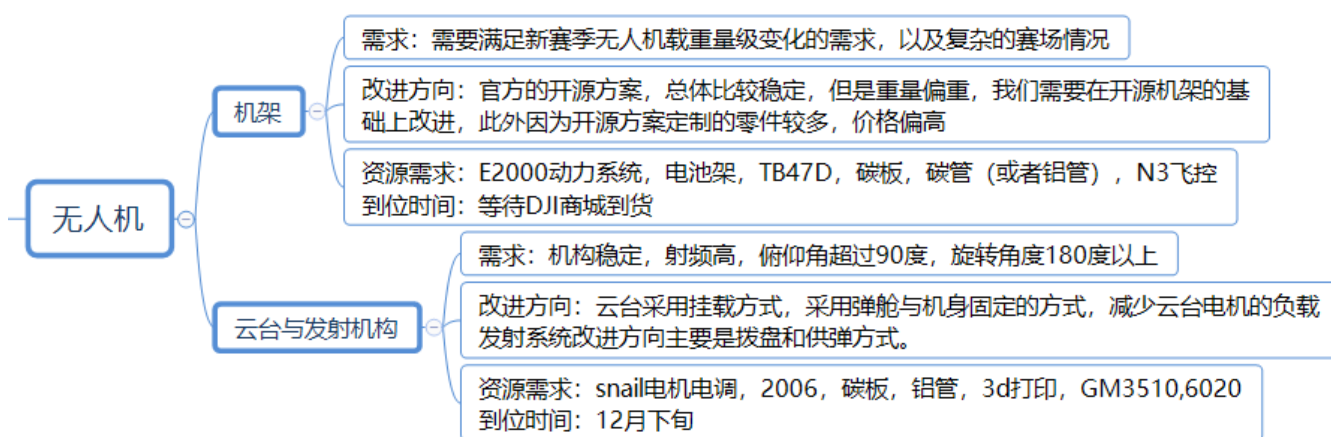 无人机
机架
需求：需要满足新赛季无人机载重量级变化的需求，以及复杂的赛场情况
改进方向：官方的开源方案，总体比较稳定，但是重量偏重，我们需要在开源机架的基
础上改进，此外因为开源方案定制的零件较多，价格偏高
资源需求：E2000动力系统，电池架，TB47D，碳板，碳管（或者铝管），N3飞控
到位时间：等待DJI商城到货
云台与发射机构
需求：机构稳定，射频高，俯仰角超过90度，旋转角度180度以上
改进方向：云台采用挂载方式，采用弹舱与机身固定的方式，减少云台电机的负载
发射系统改进方向主要是拨盘和供弹方式。
资源需求：snail电机电调，2006，碳板，铝管，3d打印，GM3510,6020
到位时间：12月下旬